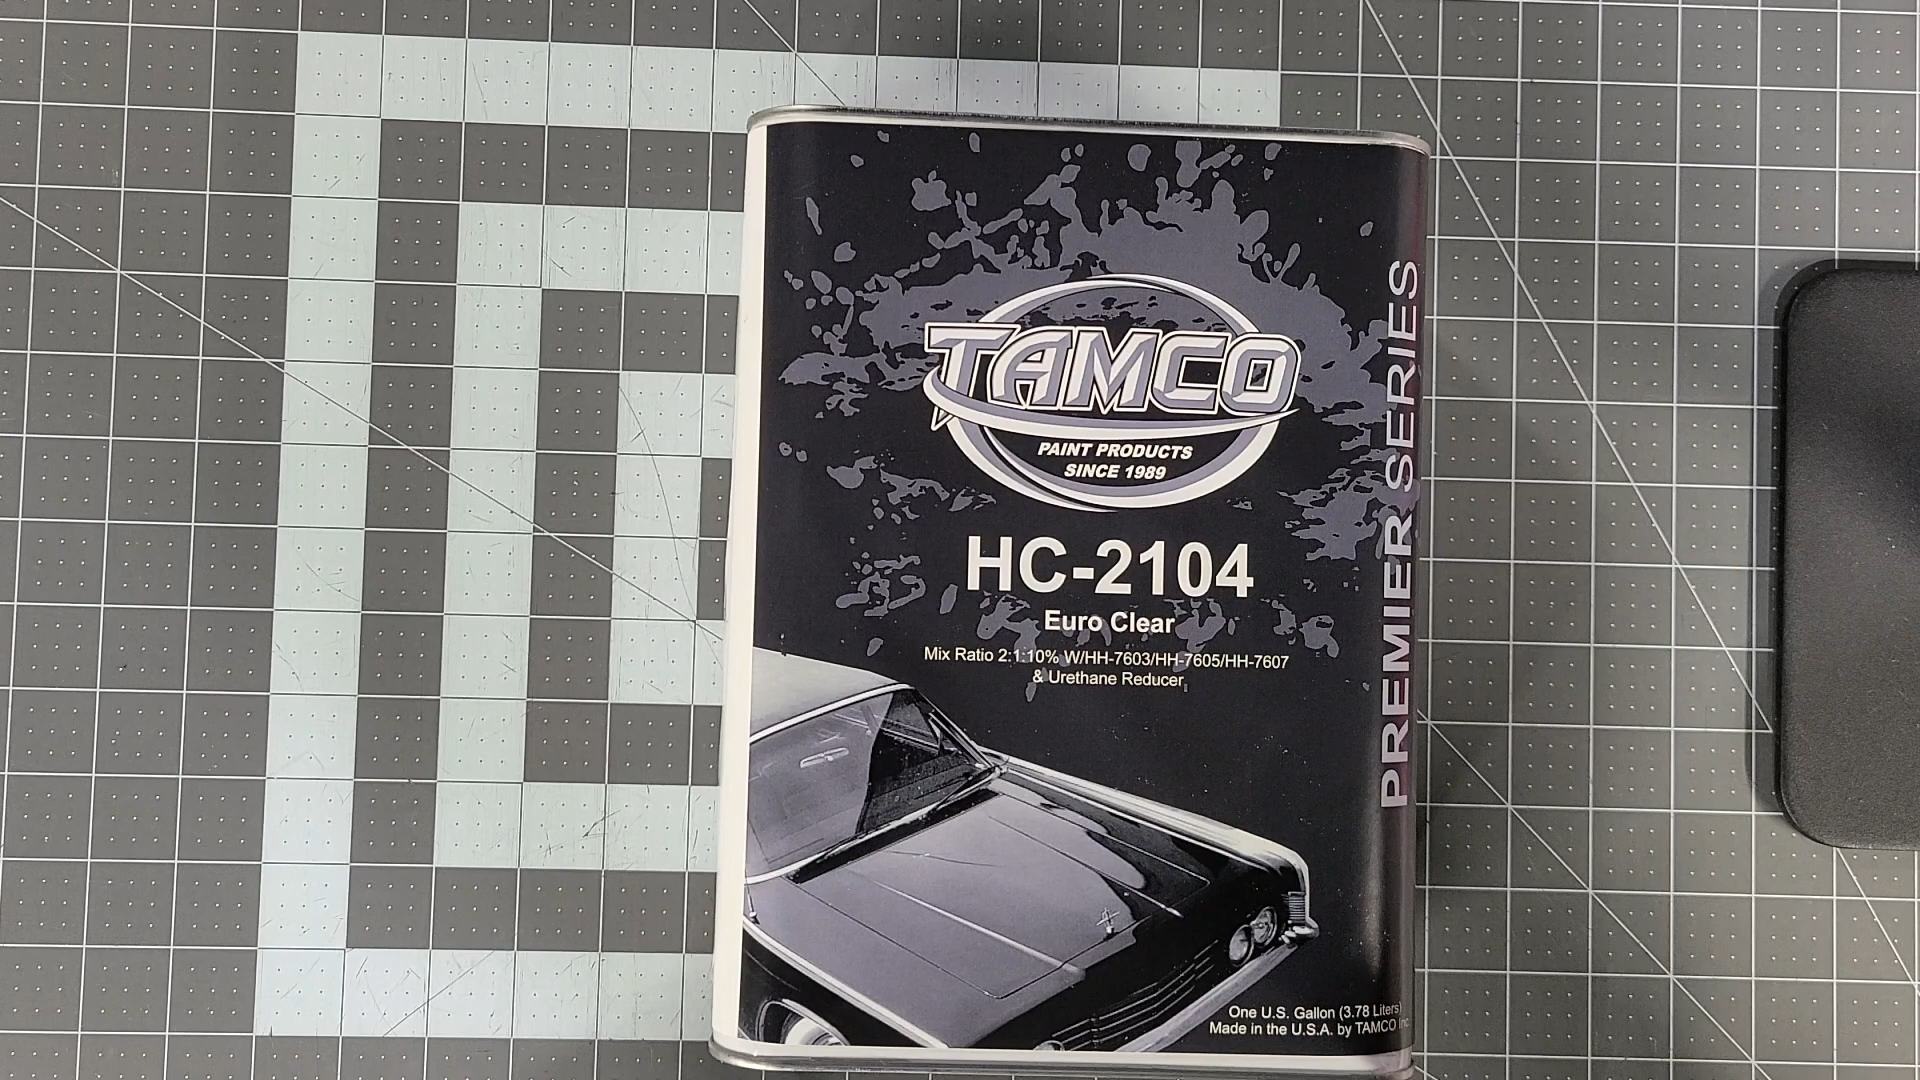 TAMCO
PAINT PRODUCTS
SINCE 1989
HC-2104
Euro Clear
Mix Ratio 2:1:10% W/HH-7603/HH-7605/HH-7607
& Urethane Reducer
PREMIER SERIES
One U.S. Gallon (3.78 Liters)
Made in the U.S.A. by TAMCO Inc.